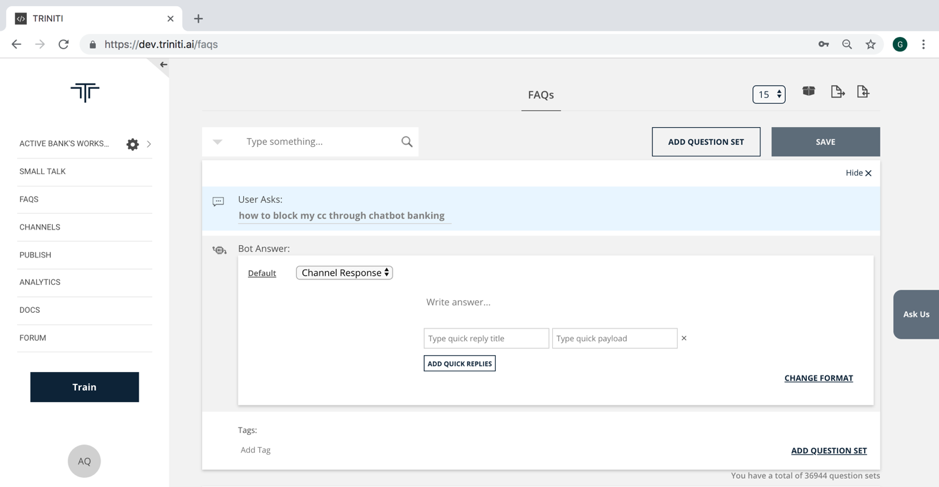 TRINITI
https://dev.triniti.ai/faqs
G
FAQs
15
ACTIVE BANK'S WORKS...
SMALL TALK
FAQS
CHANNELS
PUBLISH
ANALYTICS
DOCS
FORUM
Train
AQ
Type something...
ADD QUESTION SET
SAVE
Hide
User Asks:
how to block my cc through chatbot banking
Bot Answer:
Default
Channel Response
Write answer...
Type quick reply title
Type quick payload
ADD QUICK REPLIES
CHANGE FORMAT
Tags:
Add Tag
ADD QUESTION SET
You have a total of 36944 question sets
Ask Us